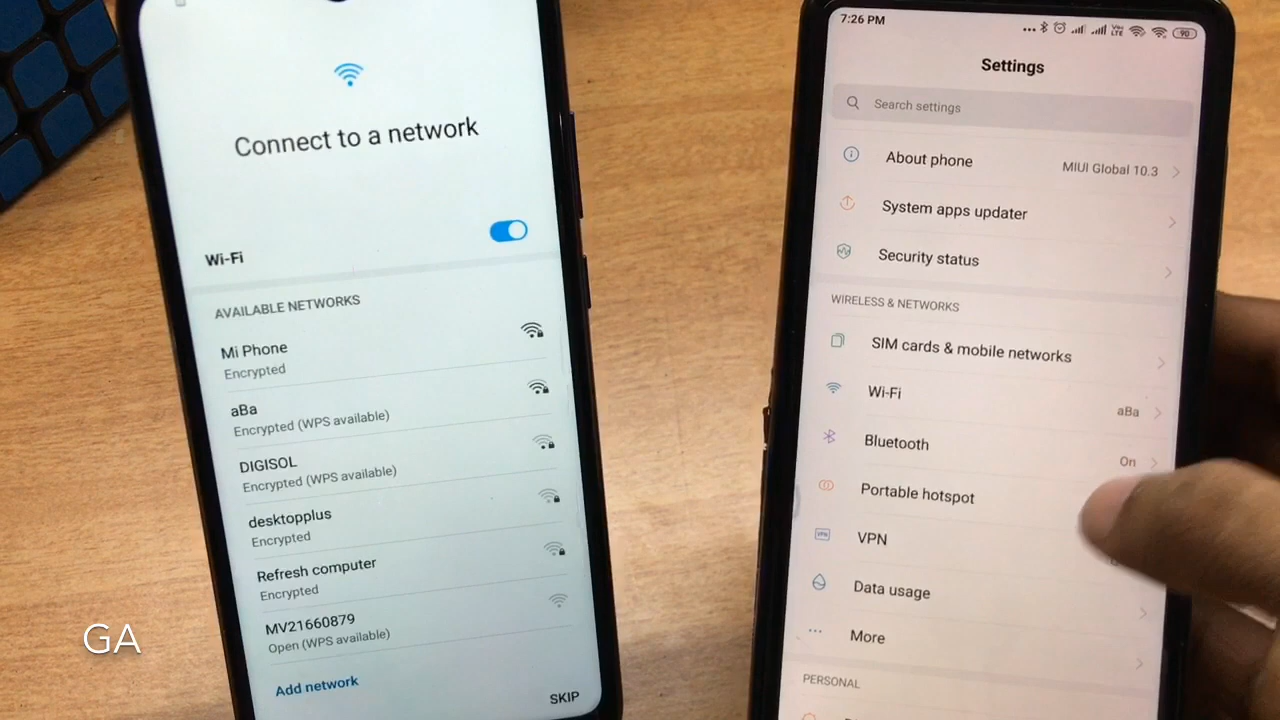 Connect to a network
Wi-Fi
AVAILABLE NETWORKS
Mi Phone
Encrypted
aBa
Encrypted (WPS available)
DIGISOL
Encrypted (WPS available)
desktopplus
Encrypted
Refresh computer
Encrypted
MV21660879
Open (WPS available)
Add network
SKIP
7:26 PM
VoLTE
90
Settings
Search settings
About phone MIUI Global 10.3
System apps updater
Security status
WIRELESS & NETWORKS
SIM cards & mobile networks
Wi-Fi aBa
Bluetooth On
Portable hotspot
VPN VPN
Data usage
More
PERSONAL
GA